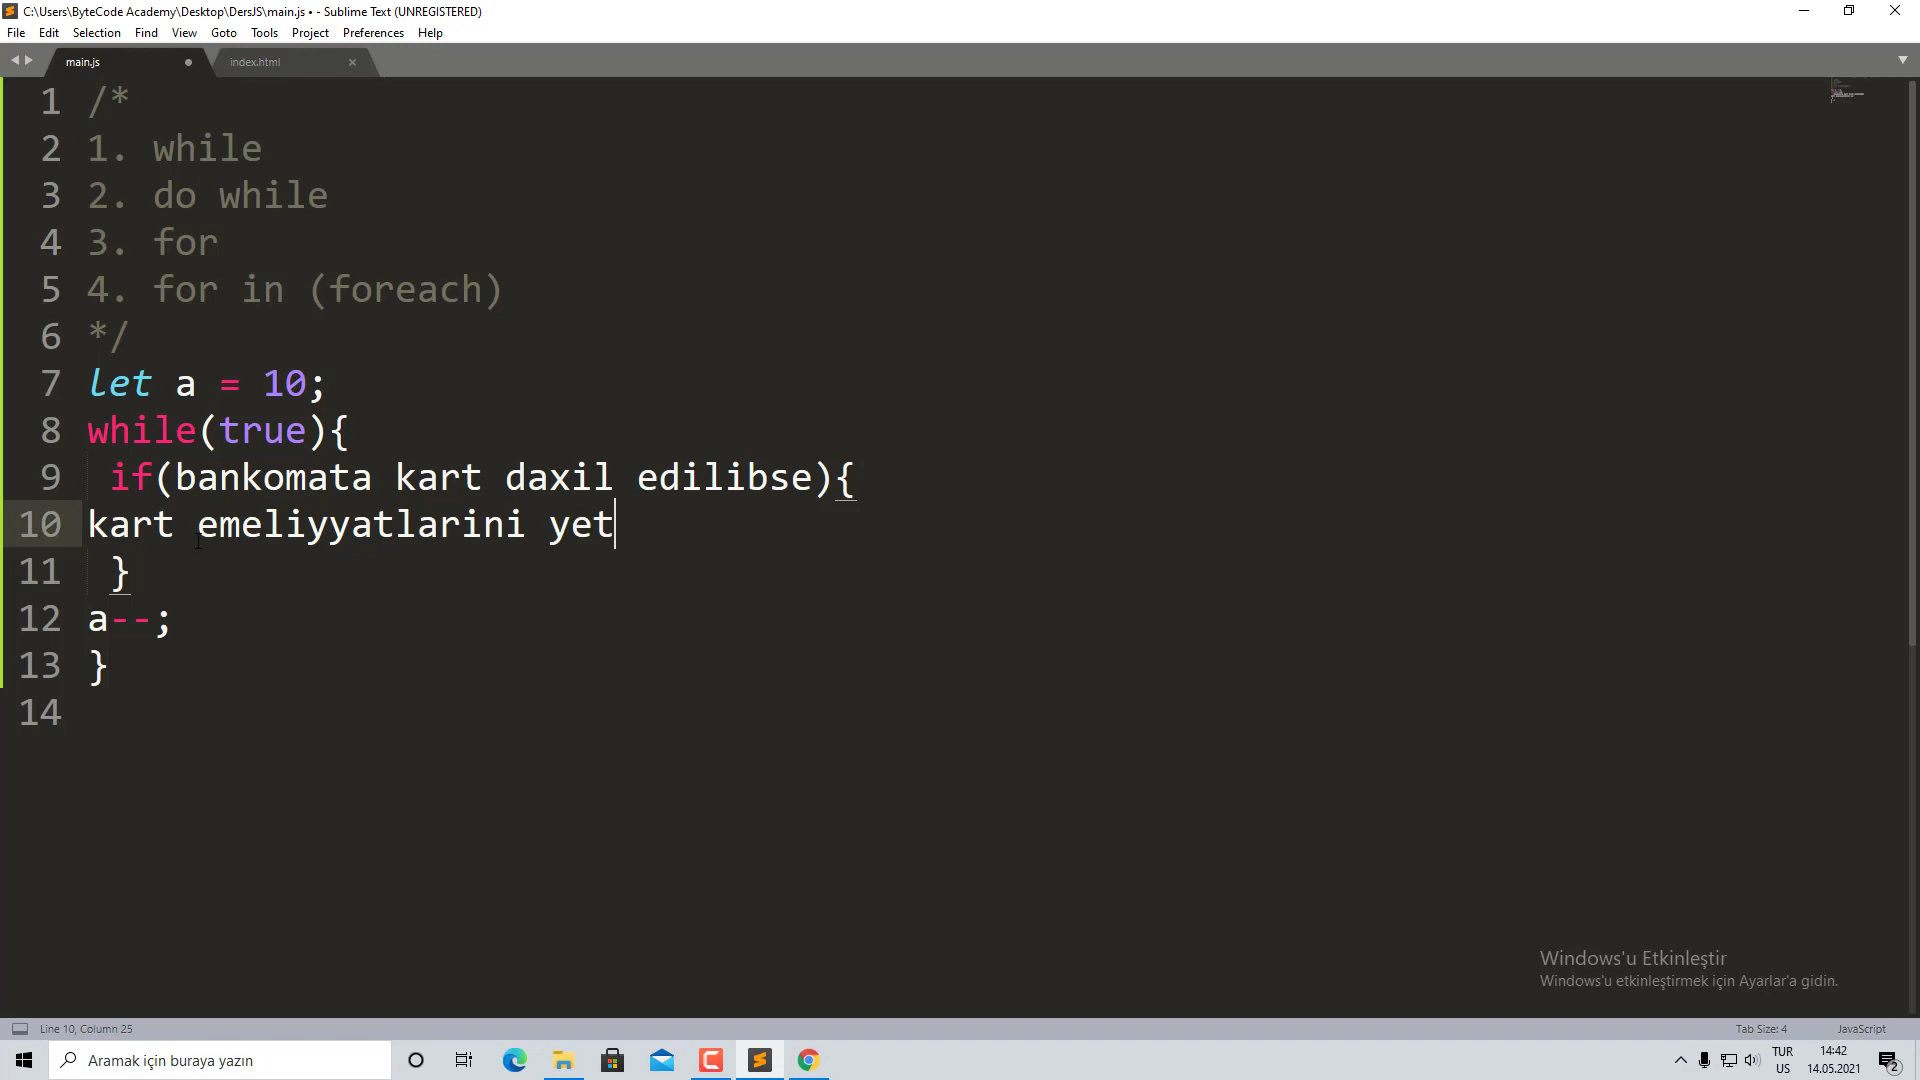 C:\Users\ByteCode Academy\Desktop\DersJS\main.js • - Sublime Text (UNREGISTERED)
File Edit Selection Find View Goto Tools Project Preferences Help
main.js index.html
1 /*
2 1. while
3 2. do while
4 3. for
5 4. for in (foreach)
6 */
7 let a = 10;
8 while(true){
9 if(bankomata kart daxil edilibse){
10 kart emeliyyatlarini yet
11 }
12 a--;
13 }
14
Windows'u Etkinleştir
Windows'u etkinleştirmek için Ayarlar'a gidin.
Line 10, Column 25 Tab Size: 4 JavaScript
Aramak için buraya yazın TUR 14:42
US 14.05.2021 2